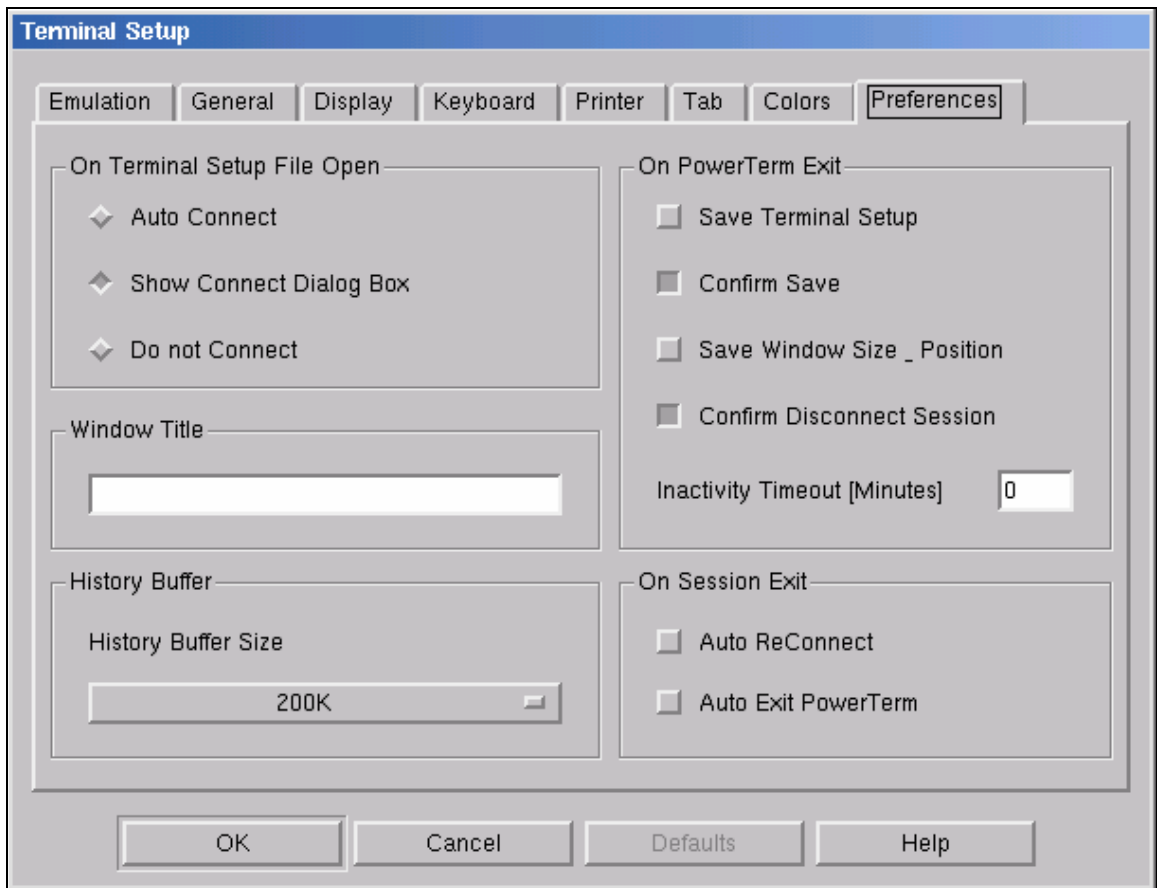 Terminal Setup
Emulation General Display Keyboard Printer Tab Colors Preferences
On Terminal Setup File Open
Auto Connect
Show Connect Dialog Box
Do not Connect
Window Title
History Buffer
History Buffer Size
200K
On PowerTerm Exit
Save Terminal Setup
Confirm Save
Save Window Size _ Position
Confirm Disconnect Session
Inactivity Timeout [Minutes] 0
On Session Exit
Auto ReConnect
Auto Exit PowerTerm
OK Cancel Defaults Help